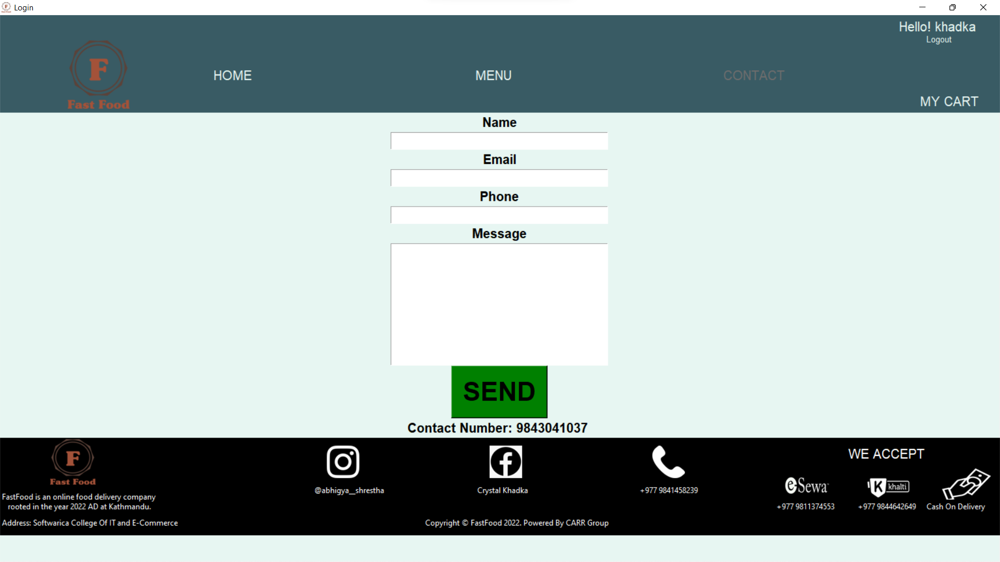 Login
Hello! khadka
Logout
F
Fast Food
HOME
MENU
CONTACT
MY CART
Name
Email
Phone
Message
SEND
Contact Number: 9843041037
F
Fast Food
FastFood is an online food delivery company
rooted in the year 2022 AD at Kathmandu.
Address: Softwarica College Of IT and E-Commerce
@abhigya__shrestha
Crystal Khadka
+977 9841458239
Copyright © FastFood 2022. Powered By CARR Group
WE ACCEPT
eSewa
K khalti
+977 9811374553
+977 9844642649
Cash On Delivery